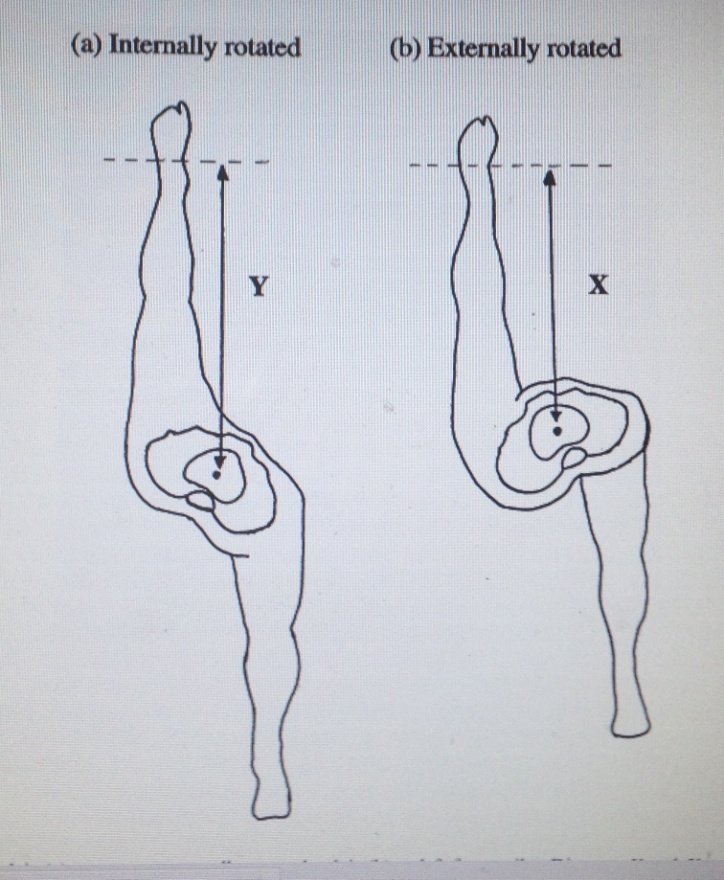 (a) Internally rotated
(b) Externally rotated
Y
X